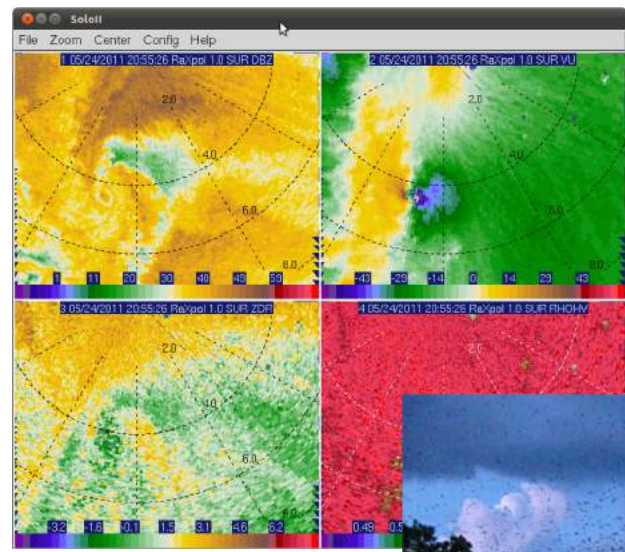 SoloII
File Zoom Center Config Help
1 05/24/2011 20:55:26 RaXpol 1.0 SUR DBZ
2 05/24/2011 20:55:26 RaXpol 1.0 SUR VU
2.0
4.0
6.0
8.0
2.0
4.0
6.0
8.0
1 11 20 30 40 49 59
-43 -29 -14 0 14 29 43
3 05/24/2011 20:55:26 RaXpol 1.0 SUR ZDR
4 05/24/2011 20:55:26 RaXpol 1.0 SUR RHOHV
2.0
4.0
6.0
2.0
-3.2 -1.6 -0.1 1.5 3.1 4.6 6.2
0.49